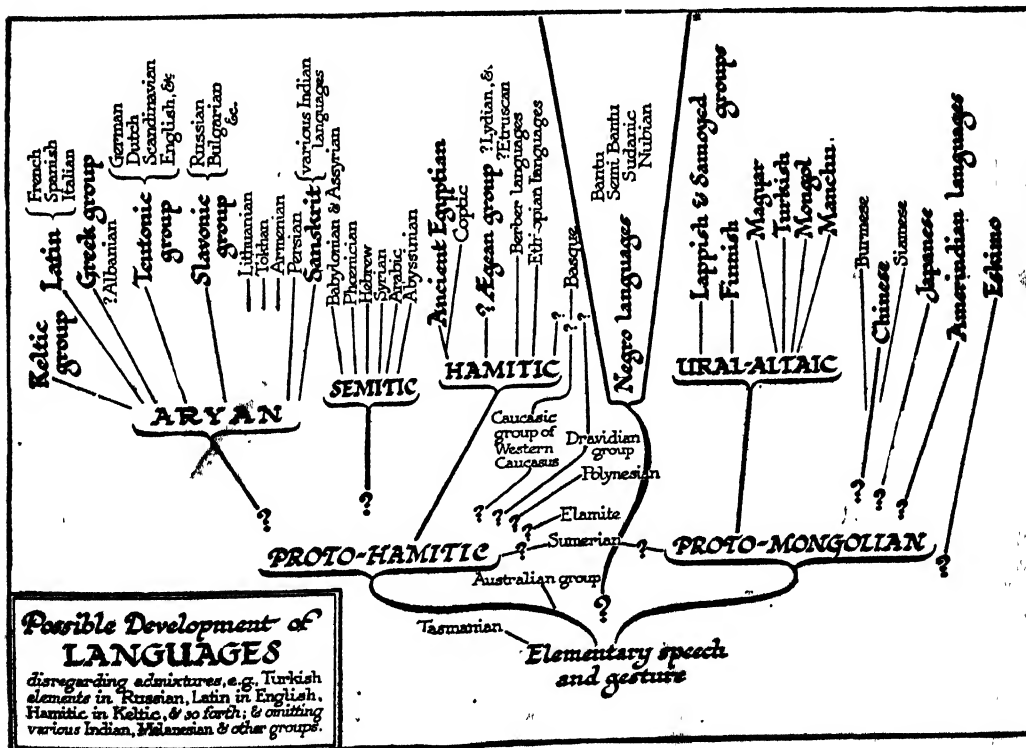 French
Spanish
Italian
Latin
Keltic
group
Greek group
?Albanian
German
Dutch
Scandinavian
English, &c
Teutonic
group
Russian
Bulgarian
&c.
Slavonic
group
Lithuanian
Tokian
Armenian
Persian
various Indian
languages
Sanskrit
ARYAN
?
Babylonian & Assyrian
Phenician
Hebrew
Syrian
Arabic
Abyssinian
SEMITIC
?
Ancient Egyptian
Coptic
? Ægean group
?Lydian, &
?Etruscan
Berber languages
Ethiopian languages
HAMITIC
?
Basque
?
?
Caucasic
group of
Western
Caucasus
?
Dravidian
group
?
Polynesian
?
Elamite
?
Bantu
Semi Bantu
Sudanic
Nubian
Negro languages
Lappish & Samoyed groups
Finnish
Magyar
Turkish
Mongol
Manchu.
URAL-ALTAIC
Burmese
Chinese
Siamese
Japanese
Amerindian languages
Eskimo
?
?
?
?
PROTO-HAMITIC
? Sumerian ?
PROTO-MONGOLIAN
Australian group
?
Tasmanian
Elementary speech
and gesture
Possible Development of
LANGUAGES
disregarding admixtures, e.g., Turkish
elements in Russian, Latin in English,
Hamitic in Keltic, & so forth; & omitting
various Indian, Melanesian & other groups.